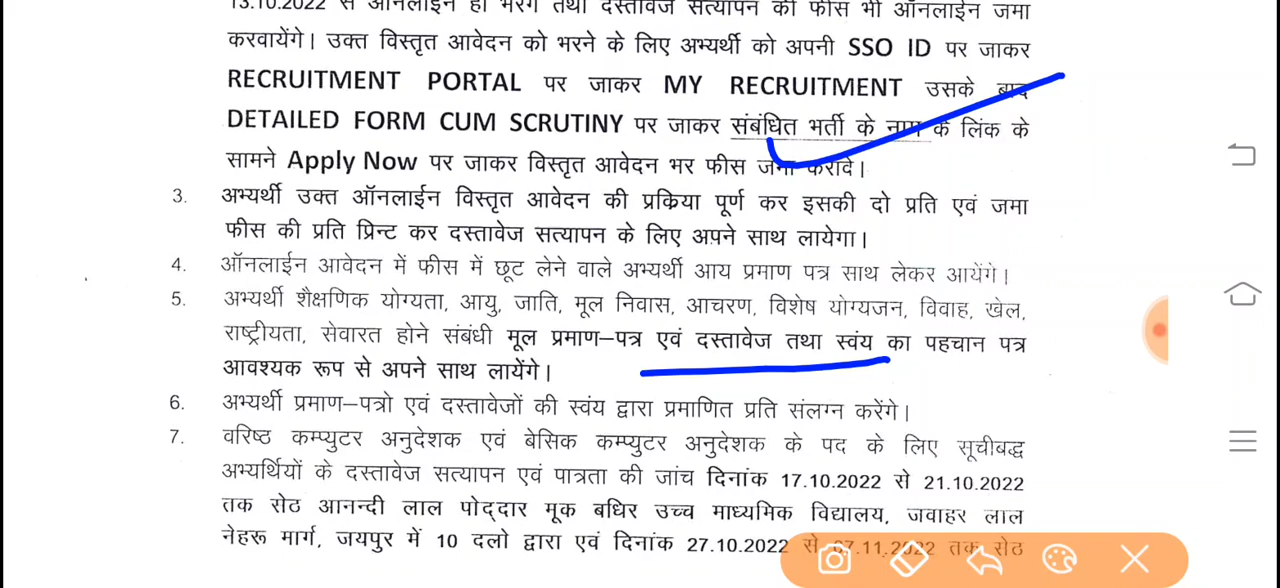 13.10.2022 से ऑनलाईन ही भरेंगे तथा दस्तावेज सत्यापन की फीस भी ऑनलाईन जमा
करवायेंगे। उक्त विस्तृत आवेदन को भरने के लिए अभ्यर्थी को अपनी SSO ID पर जाकर
RECRUITMENT PORTAL पर जाकर MY RECRUITMENT उसके बाद
DETAILED FORM CUM SCRUTINY पर जाकर संबंधित भर्ती के नाम के लिंक के
सामने Apply Now पर जाकर विस्तृत आवेदन भर फीस जमा करावे।
3. अभ्यर्थी उक्त ऑनलाईन विस्तृत आवेदन की प्रक्रिया पूर्ण कर इसकी दो प्रति एवं जमा
फीस की प्रति प्रिन्ट कर दस्तावेज सत्यापन के लिए अपने साथ लायेगा।
4. ऑनलाईन आवेदन में फीस में छूट लेने वाले अभ्यर्थी आय प्रमाण पत्र साथ लेकर आयेंगे।
5. अभ्यर्थी शैक्षणिक योग्यता, आयु, जाति, मूल निवास, आचरण, विशेष योग्यजन, विवाह, खेल,
राष्ट्रीयता, सेवारत होने संबंधी मूल प्रमाण–पत्र एवं दस्तावेज तथा स्वंय का पहचान पत्र
आवश्यक रूप से अपने साथ लायेंगे।
6. अभ्यर्थी प्रमाण–पत्रो एवं दस्तावेजों की स्वंय द्वारा प्रमाणित प्रति संलग्न करेंगे।
7. वरिष्ठ कम्प्युटर अनुदेशक एवं बेसिक कम्प्युटर अनुदेशक के पद के लिए सूचीबद्ध
अभ्यर्थियों के दस्तावेज सत्यापन एवं पात्रता की जांच दिनांक 17.10.2022 से 21.10.2022
तक सेठ आनन्दी लाल पोद्दार मूक बधिर उच्च माध्यमिक विद्यालय, जवाहर लाल
नेहरू मार्ग, जयपुर में 10 दलो द्वारा एवं दिनांक 27.10.2022 से 07.11.2022 तक सेठ